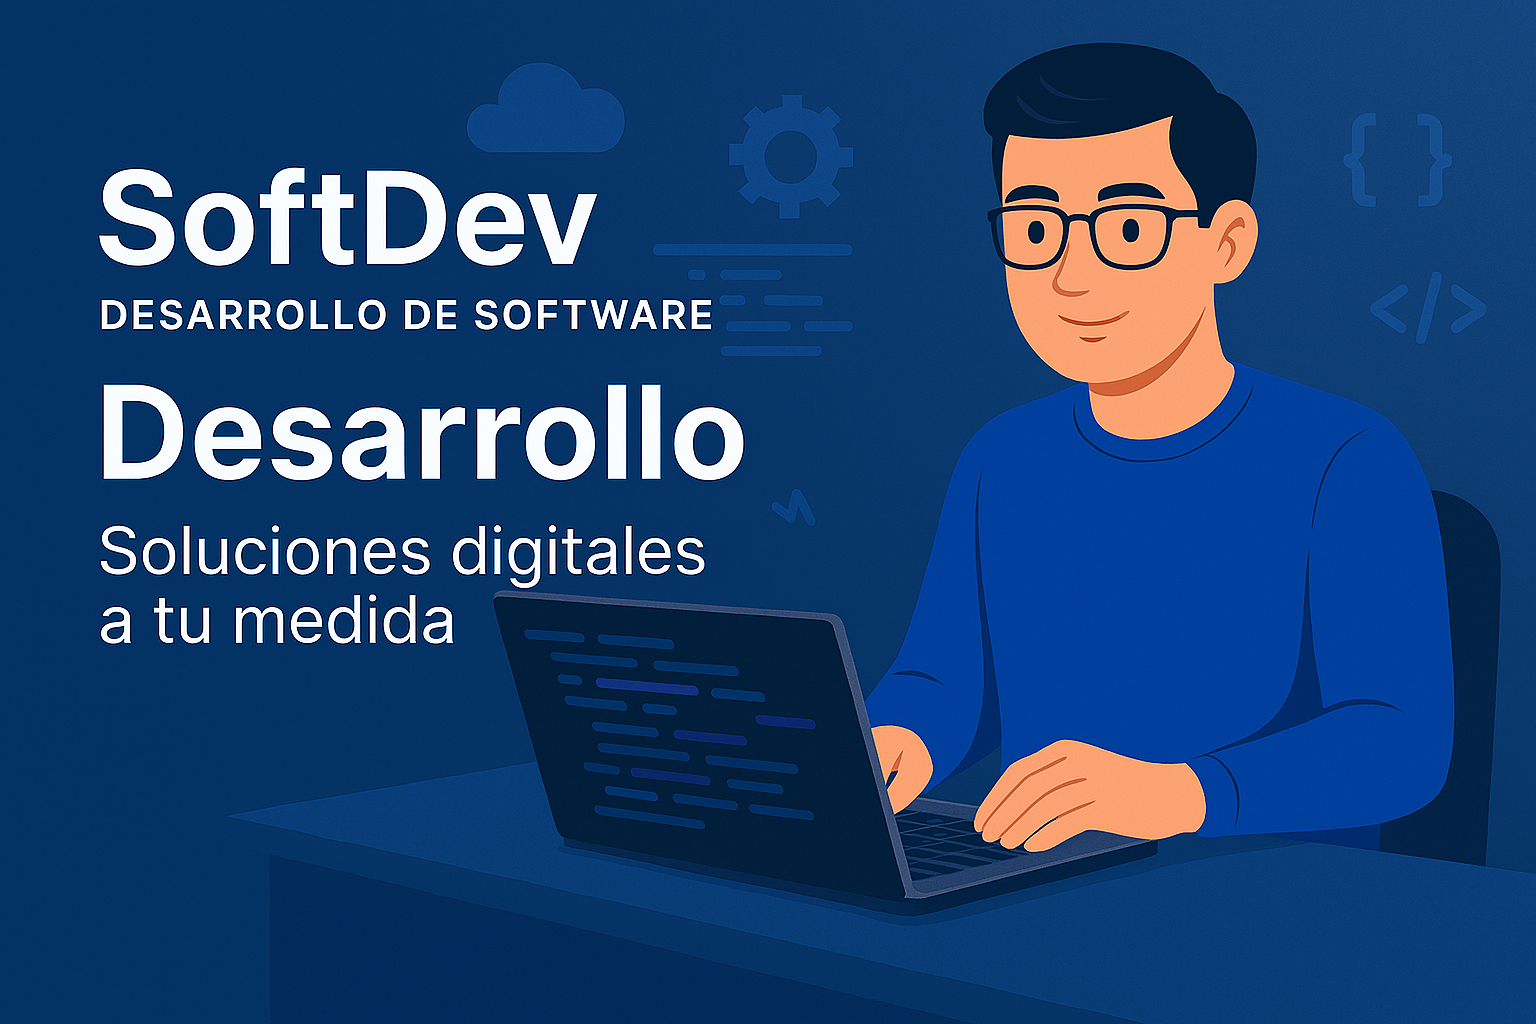 SoftDev
DESARROLLO DE SOFTWARE
Desarrollo
Soluciones digitales
a tu medida
{ }
</>